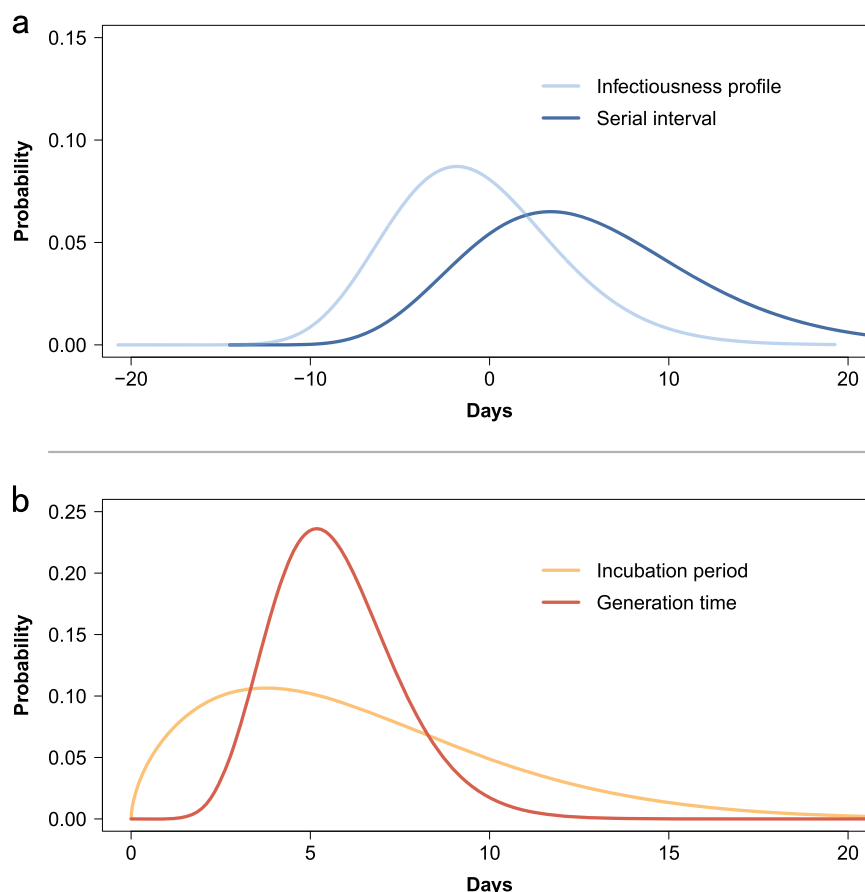 a
0.15
0.10
0.05
0.00
Probability
Infectiousness profile
Serial interval
−20 −10 0 10 20
Days
b
0.25
0.20
0.15
0.10
0.05
0.00
Probability
Incubation period
Generation time
0 5 10 15 20
Days